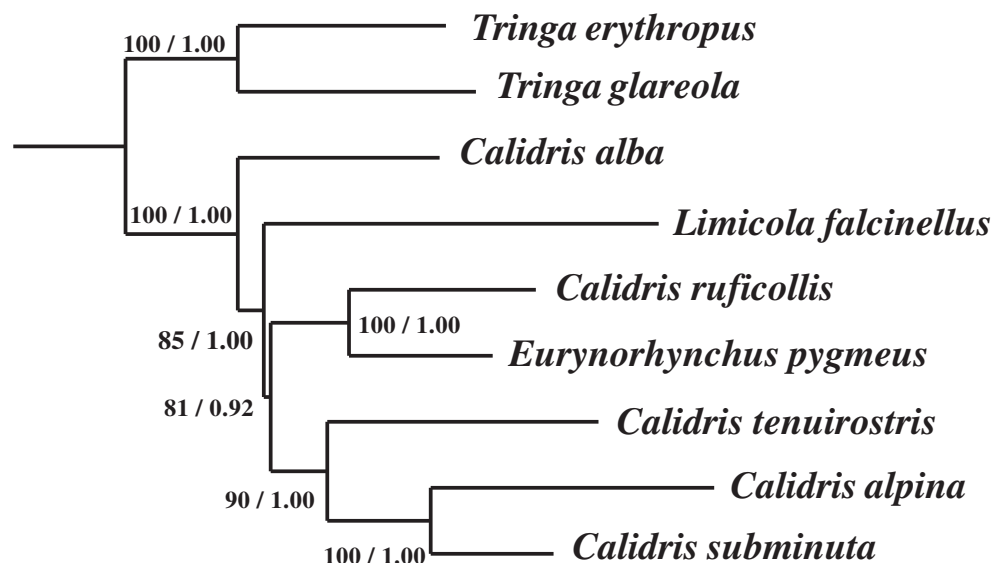 Tringa erythropus
100 / 1.00
Tringa glareola
Calidris alba
100 / 1.00
Limicola falcinellus
Calidris ruficollis
100 / 1.00
85 / 1.00
Eurynorhynchus pygmeus
81 / 0.92
Calidris tenuirostris
Calidris alpina
90 / 1.00
Calidris subminuta
100 / 1.00